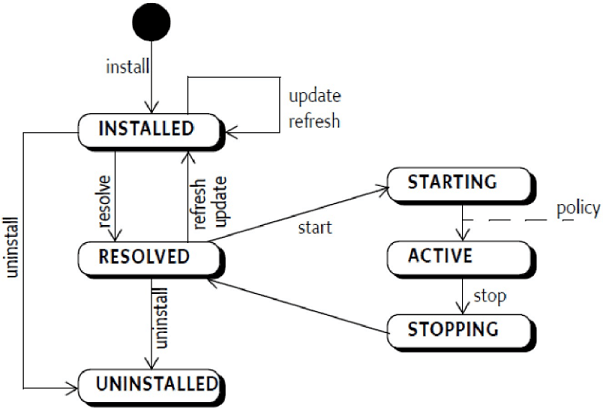 install
update
refresh
INSTALLED
resolve
refresh
update
uninstall
STARTING
policy
start
RESOLVED
ACTIVE
uninstall
stop
STOPPING
UNINSTALLED